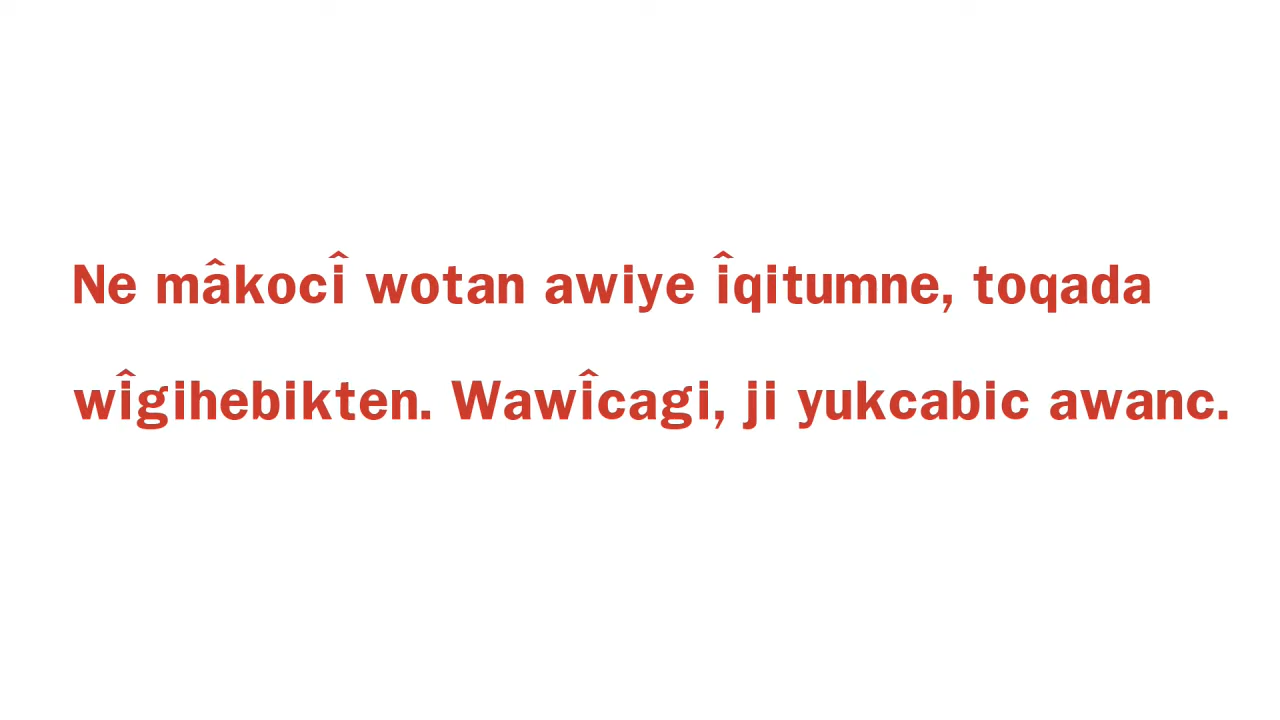 Ne mâkocî wotan awiye îqitumne, toqada
wîgihebikten. Wawîcagi, ji yukcabic awanc.